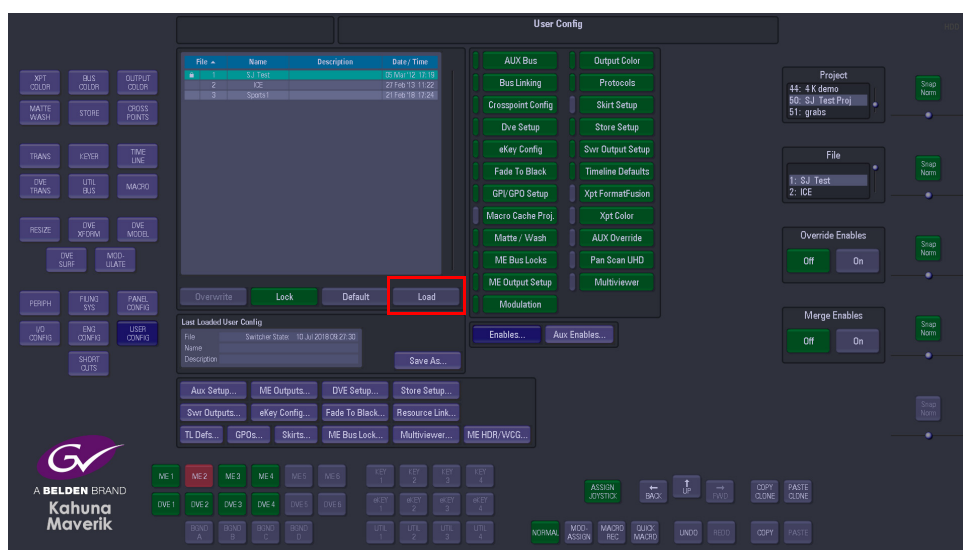 User Config
HDD
File Name Description Date/ Time
1 SJ Test 05 Mar '12 17:19
2 ICE 27 Feb '13 11:22
3 Sports1 21 Feb '18 17:24
Overwrite Lock Default Load
Last Loaded User Config
File Switcher State: 10 Jul 2018 09:27:30
Name
Description
Save As...
Aux Setup... ME Outputs... DVE Setup... Store Setup...
Swr Outputs... eKey Config... Fade To Black... Resource Link...
TL Defs... GPOs... Skirts... ME Bus Lock... Multiviewer... ME HDR/WCG...
AUX Bus Output Color
Bus Linking Protocols
Crosspoint Config Skirt Setup
Dve Setup Store Setup
eKey Config Swr Output Setup
Fade To Black Timeline Defaults
GPI/GPO Setup Xpt FormatFusion
Macro Cache Proj. Xpt Color
Matte / Wash AUX Override
ME Bus Locks Pan Scan UHD
ME Output Setup Multiviewer
Modulation
Enables... Aux Enables...
Project
44: 4K demo
50: SJ Test Proj
51: grabs
Snap
Norm
File
1: SJ Test
2: ICE
Snap
Norm
Override Enables
Off On
Snap
Norm
Merge Enables
Off On
Snap
Norm
Snap
Norm
XPT
COLOR
BUS
COLOR
OUTPUT
COLOR
MATTE
WASH
STORE
CROSS
POINTS
TRANS
KEYER
TIME
LINE
DVE
TRANS
UTIL
BUS
MACRO
RESIZE
DVE
XFORM
DVE
MODEL
DVE
SURF
MOD-
ULATE
PERIPH
FILING
SYS
PANEL
CONFIG
I/O
CONFIG
ENG
CONFIG
USER
CONFIG
SHORT
CUTS
GV
A BELDEN BRAND
Kahuna
Maverik
ME 1 ME 2 ME 3 ME 4 ME 5 ME 6
DVE 1 DVE 2 DVE 3 DVE 4 DVE 5 DVE 6
BGND
A
BGND
B
BGND
C
BGND
D
KEY
1
KEY
2
KEY
3
KEY
4
eKEY
1
eKEY
2
eKEY
3
eKEY
4
UTIL
1
UTIL
2
UTIL
3
UTIL
4
ASSIGN
JOYSTICK
BACK
UP
FWD
COPY
CLONE
PASTE
CLONE
NORMAL
MOD-
ASSIGN
MACRO
REC
QUICK
MACRO
UNDO
REDO
COPY
PASTE